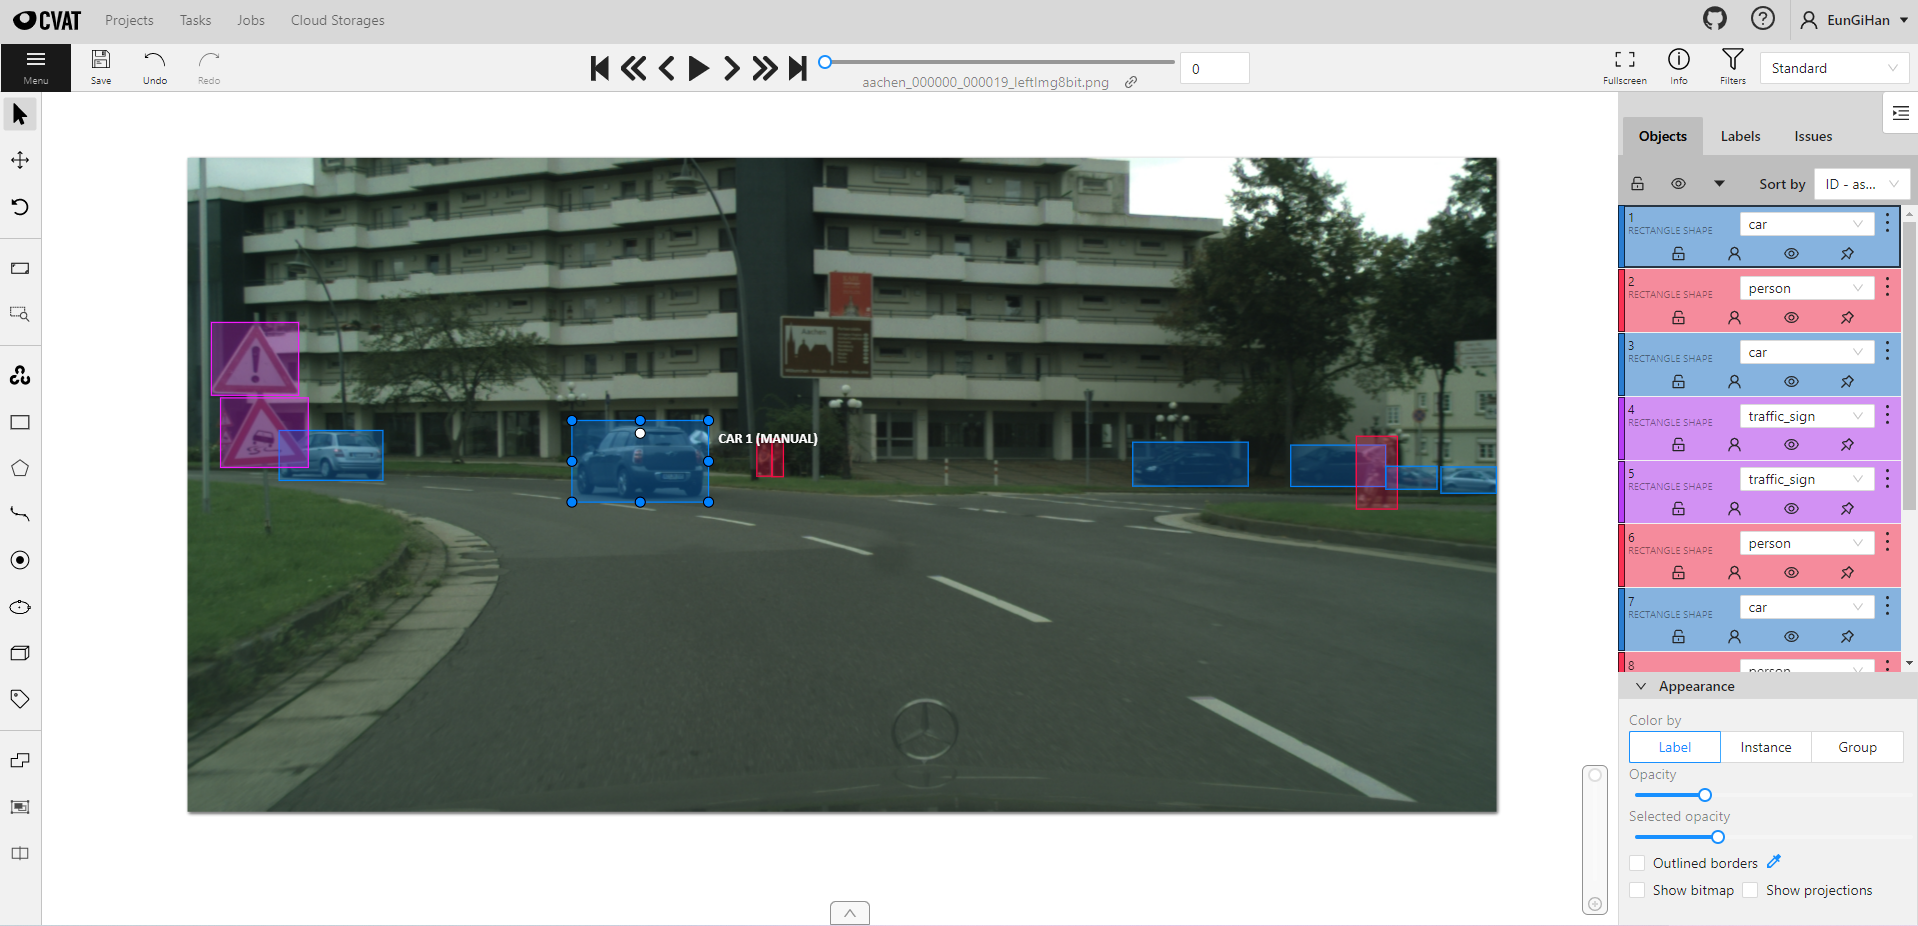 CVAT
Projects
Tasks
Jobs
Cloud Storages
EunGiHan
Menu
Save
Undo
Redo
aachen_000000_000019_leftImg8bit.png
0
Fullscreen
Info
Filters
Standard
Objects
Labels
Issues
Sort by
ID - as...
1
RECTANGLE SHAPE
car
2
RECTANGLE SHAPE
person
3
RECTANGLE SHAPE
car
4
RECTANGLE SHAPE
traffic_sign
5
RECTANGLE SHAPE
traffic_sign
6
RECTANGLE SHAPE
person
7
RECTANGLE SHAPE
car
8
person
Aachen
CAR 1 (MANUAL)
Appearance
Color by
Label
Instance
Group
Opacity
Selected opacity
Outlined borders
Show bitmap
Show projections